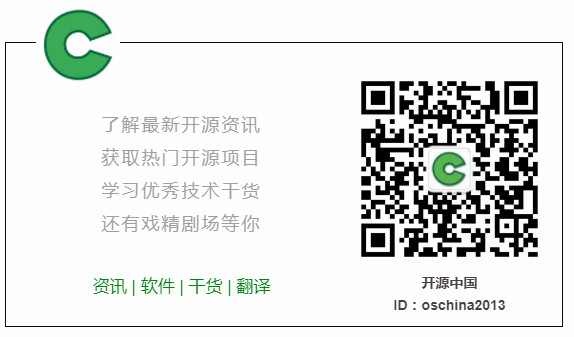 了解最新开源资讯
获取热门开源项目
学习优秀技术干货
还有戏精剧场等你
资讯 | 软件 | 干货 | 翻译
开源中国
ID：oschina2013